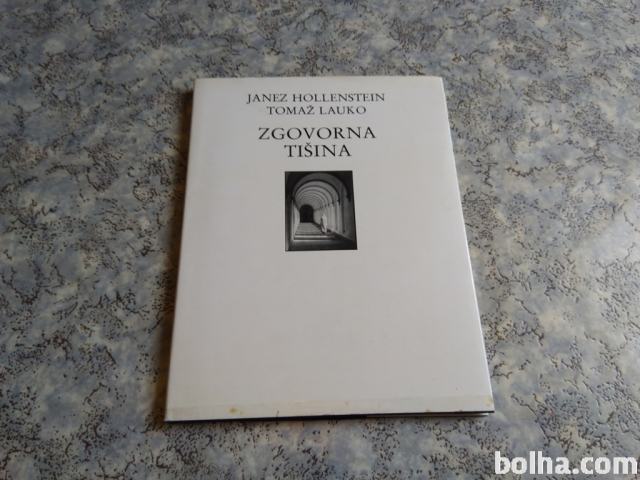 JANEZ HOLLENSTEIN
TOMAŽ LAUKO
ZGOVORNA
TIŠINA
bolha.com